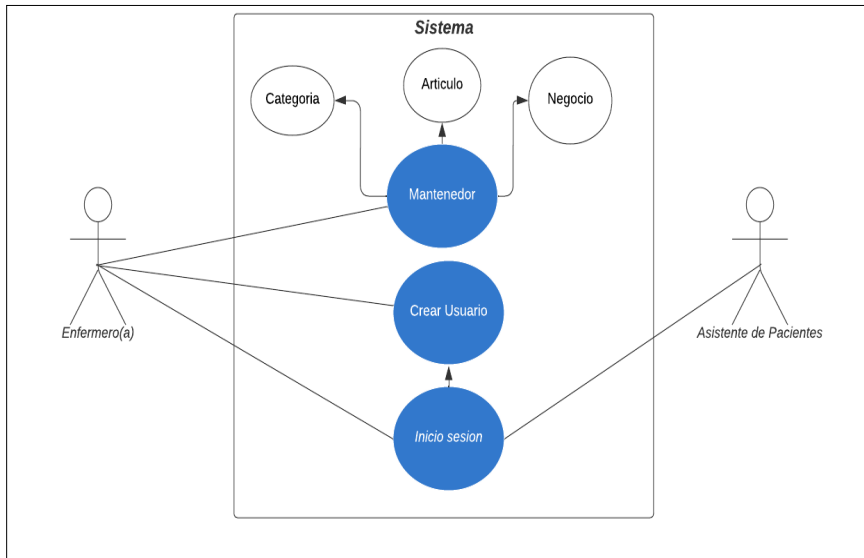 Sistema
Categoria
Articulo
Negocio
Mantenedor
Crear Usuario
Enfermero(a)
Asistente de Pacientes
Inicio sesion